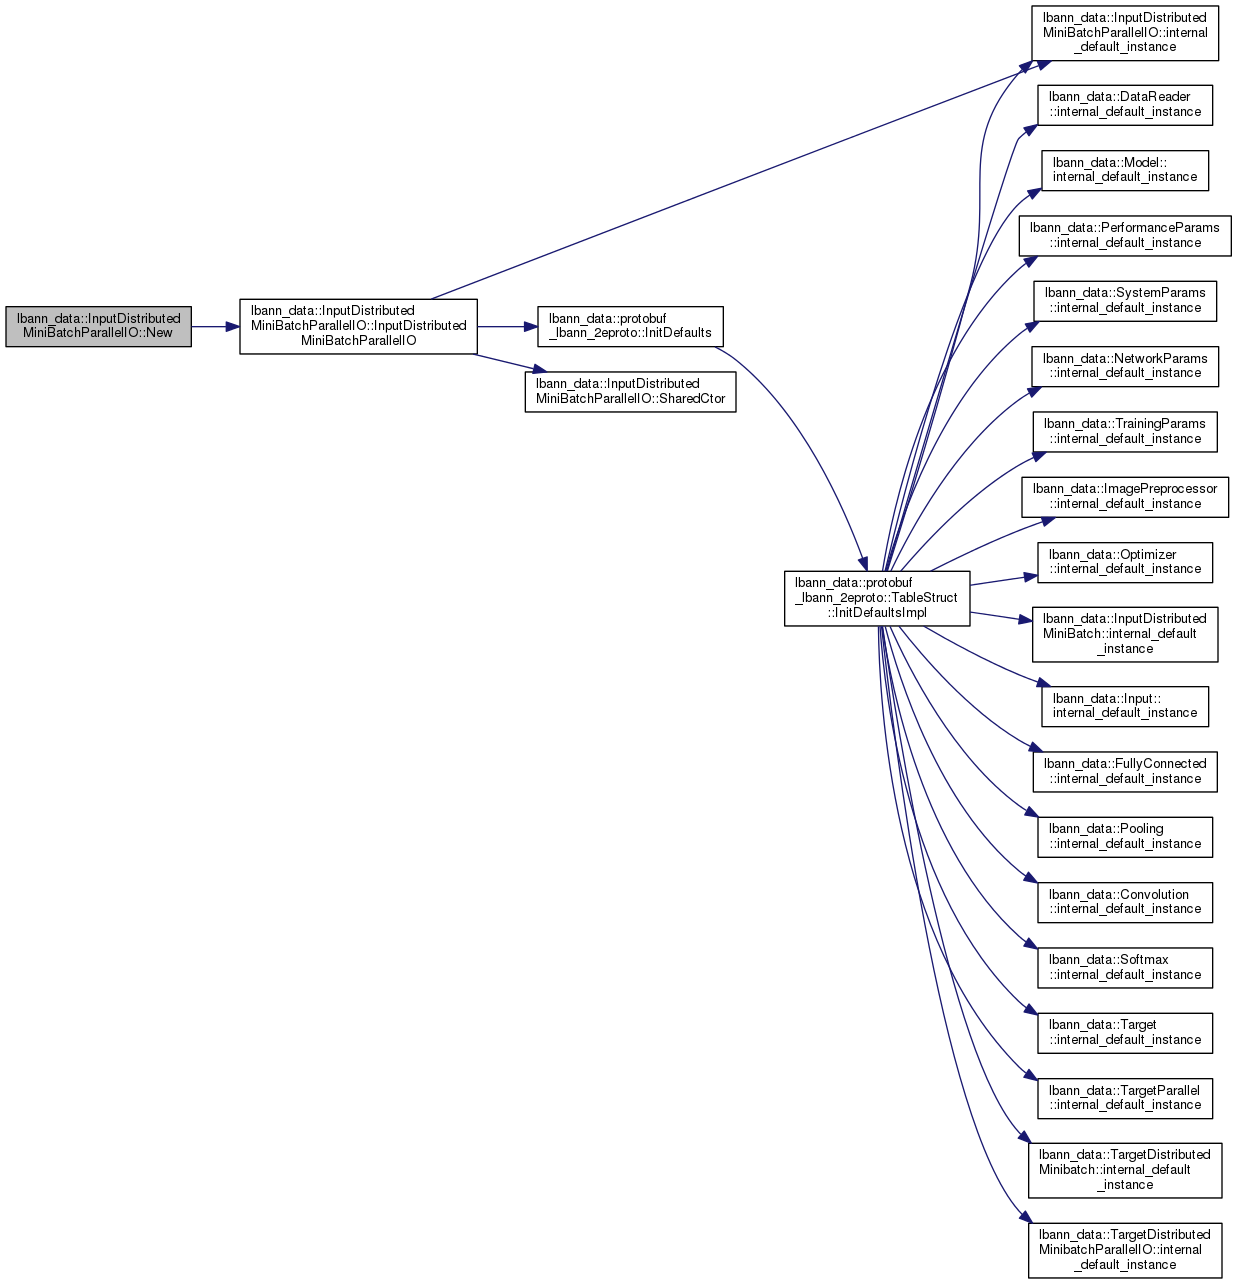 lbann_data::InputDistributed
MiniBatchParallelIO::New
lbann_data::InputDistributed
MiniBatchParallelIO::InputDistributed
MiniBatchParallelIO
lbann_data::protobuf
_lbann_2eproto::InitDefaults
lbann_data::InputDistributed
MiniBatchParallelIO::SharedCtor
lbann_data::protobuf
_lbann_2eproto::TableStruct
::InitDefaultsImpl
lbann_data::InputDistributed
MiniBatchParallelIO::internal
_default_instance
lbann_data::DataReader
::internal_default_instance
lbann_data::Model::
internal_default_instance
lbann_data::PerformanceParams
::internal_default_instance
lbann_data::SystemParams
::internal_default_instance
lbann_data::NetworkParams
::internal_default_instance
lbann_data::TrainingParams
::internal_default_instance
lbann_data::ImagePreprocessor
::internal_default_instance
lbann_data::Optimizer
::internal_default_instance
lbann_data::InputDistributed
MiniBatch::internal_default
_instance
lbann_data::Input::
internal_default_instance
lbann_data::FullyConnected
::internal_default_instance
lbann_data::Pooling
::internal_default_instance
lbann_data::Convolution
::internal_default_instance
lbann_data::Softmax
::internal_default_instance
lbann_data::Target
::internal_default_instance
lbann_data::TargetParallel
::internal_default_instance
lbann_data::TargetDistributed
Minibatch::internal_default
_instance
lbann_data::TargetDistributed
MinibatchParallelIO::internal
_default_instance